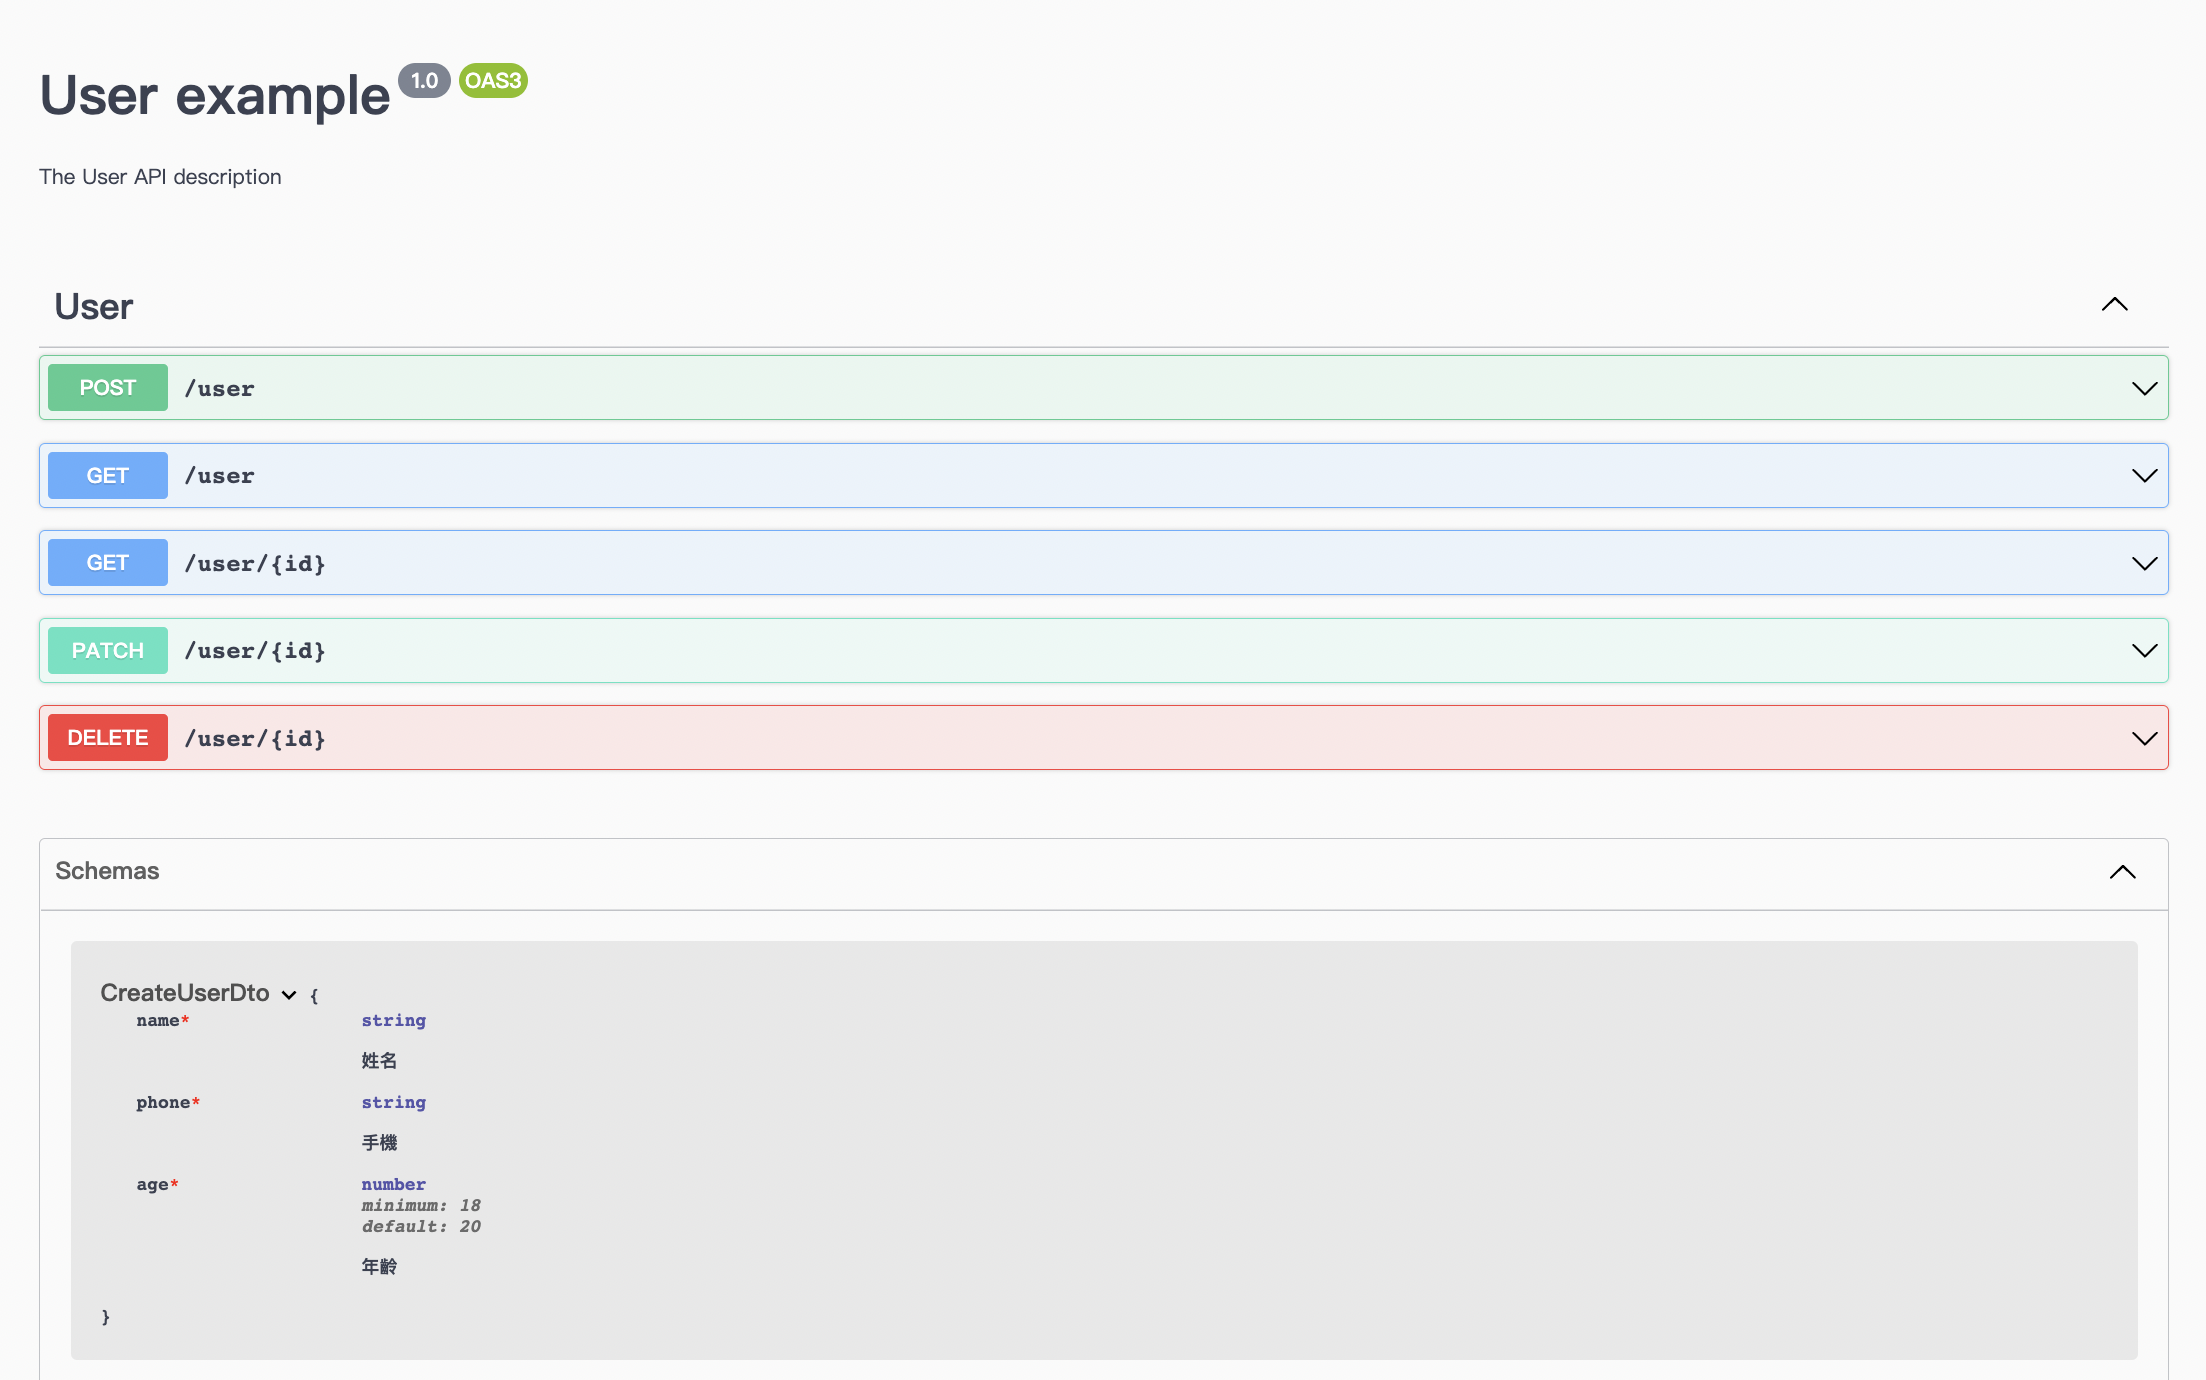 User example 1.0 OAS3
The User API description
User
POST /user
GET /user
GET /user/{id}
PATCH /user/{id}
DELETE /user/{id}
Schemas
CreateUserDto {
name* string
姓名
phone* string
手機
age* number
minimum: 18
default: 20
年齡
}